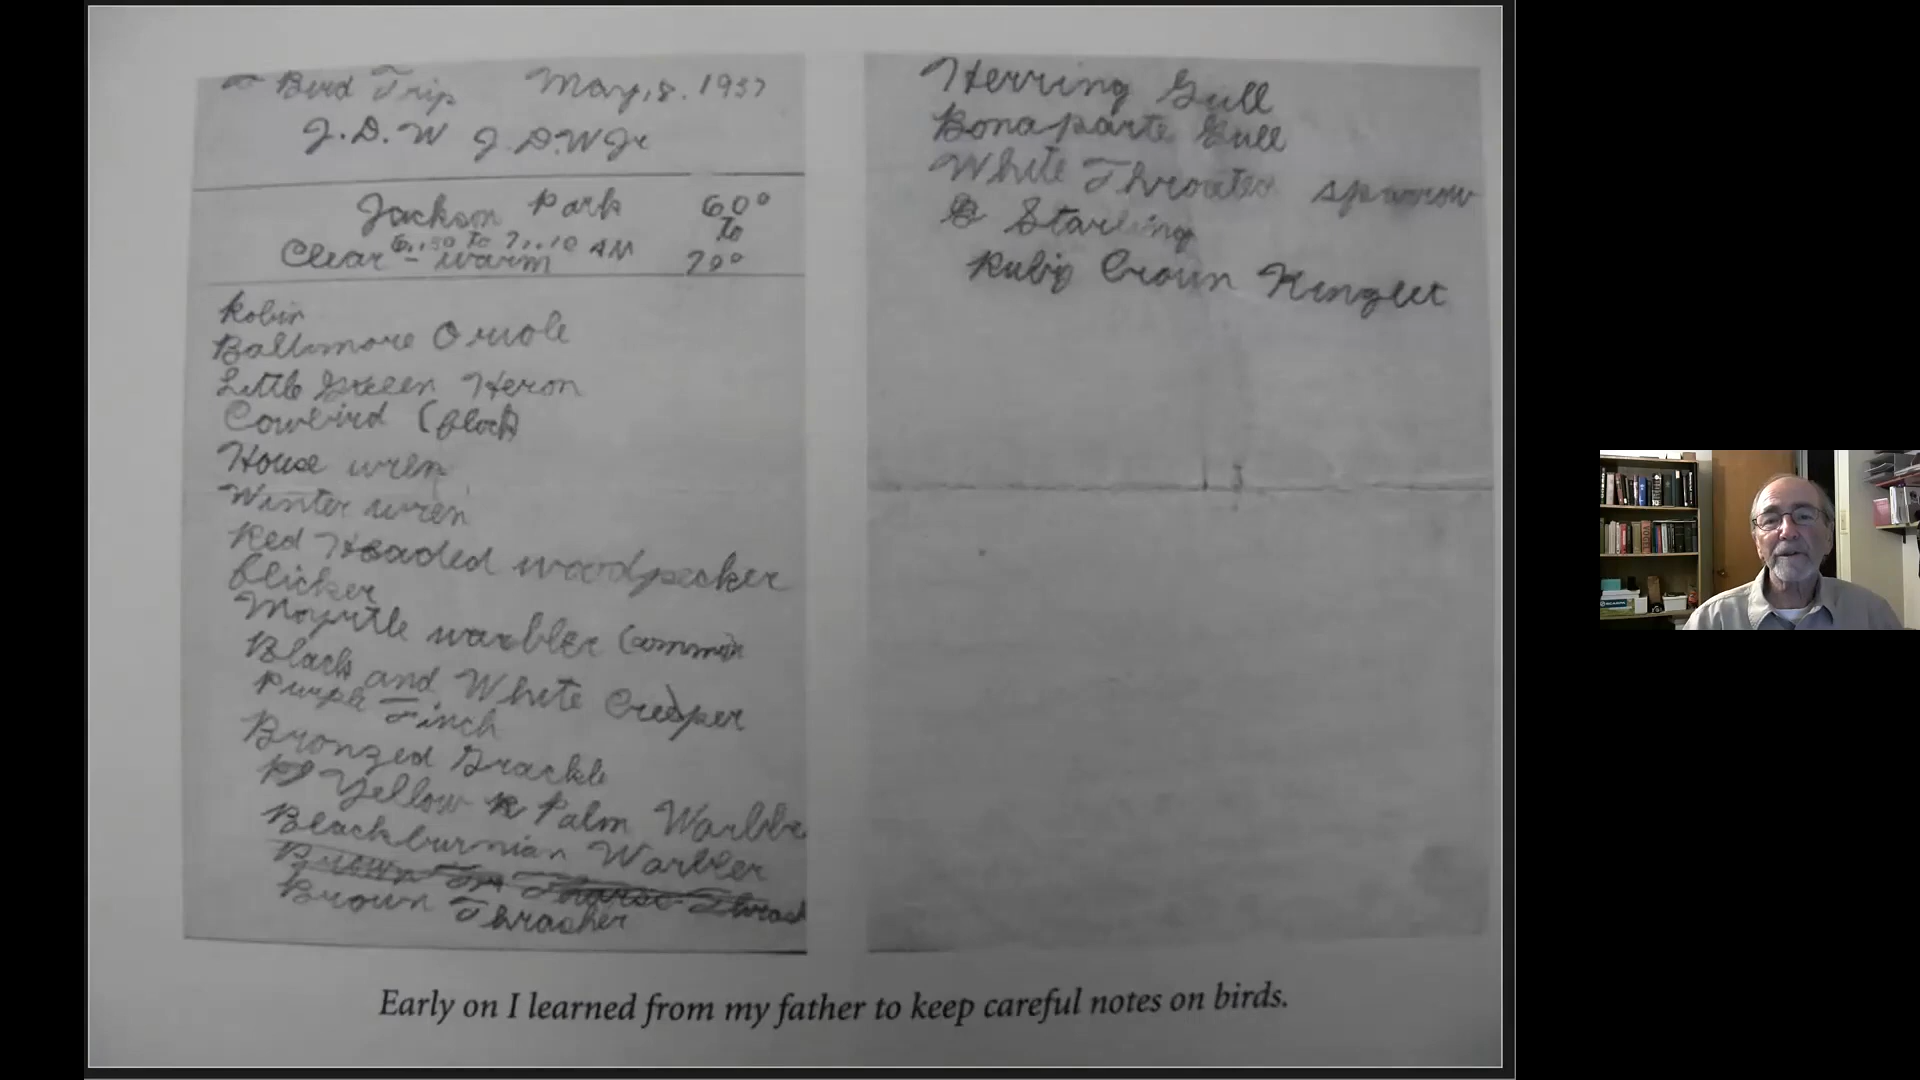 Bird Trip May, 8. 1937
J. D. W J. D. W Jr
Jackson Park 60°
6:30 to 7:10 AM to
Clear - warm 70°
Robin
Baltimore Oriole
Little Green Heron
Cowbird (flock)
House wren
Winter wren
Red Headed woodpecker
flicker
Myrtle warbler (common
Black and White Creeper
Purple Finch
Bronzed Grackle
Yellow Palm Warble
Blackburnian Warbler
Brown Thrasher
Herring Gull
Bonaparte Gull
White Throated sparrow
Starling
Ruby Crown Kinglet
Early on I learned from my father to keep careful notes on birds.